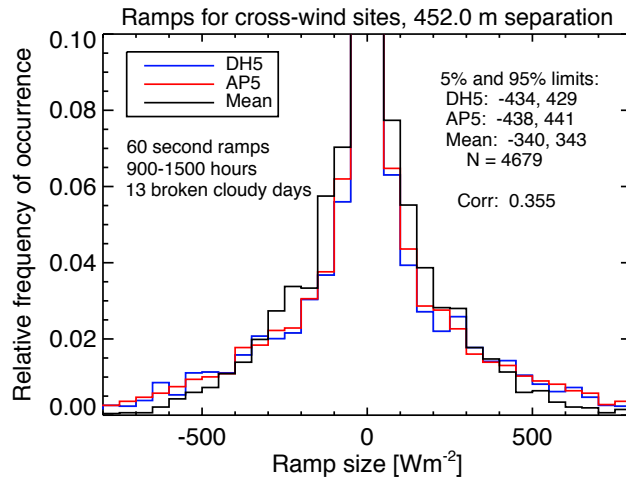 Ramps for cross-wind sites, 452.0 m separation
Relative frequency of occurrence
0.10
0.08
0.06
0.04
0.02
0.00
DH5
AP5
Mean
60 second ramps
900-1500 hours
13 broken cloudy days
5% and 95% limits:
DH5: -434, 429
AP5: -438, 441
Mean: -340, 343
N = 4679
Corr: 0.355
-500 0 500
Ramp size [Wm⁻²]